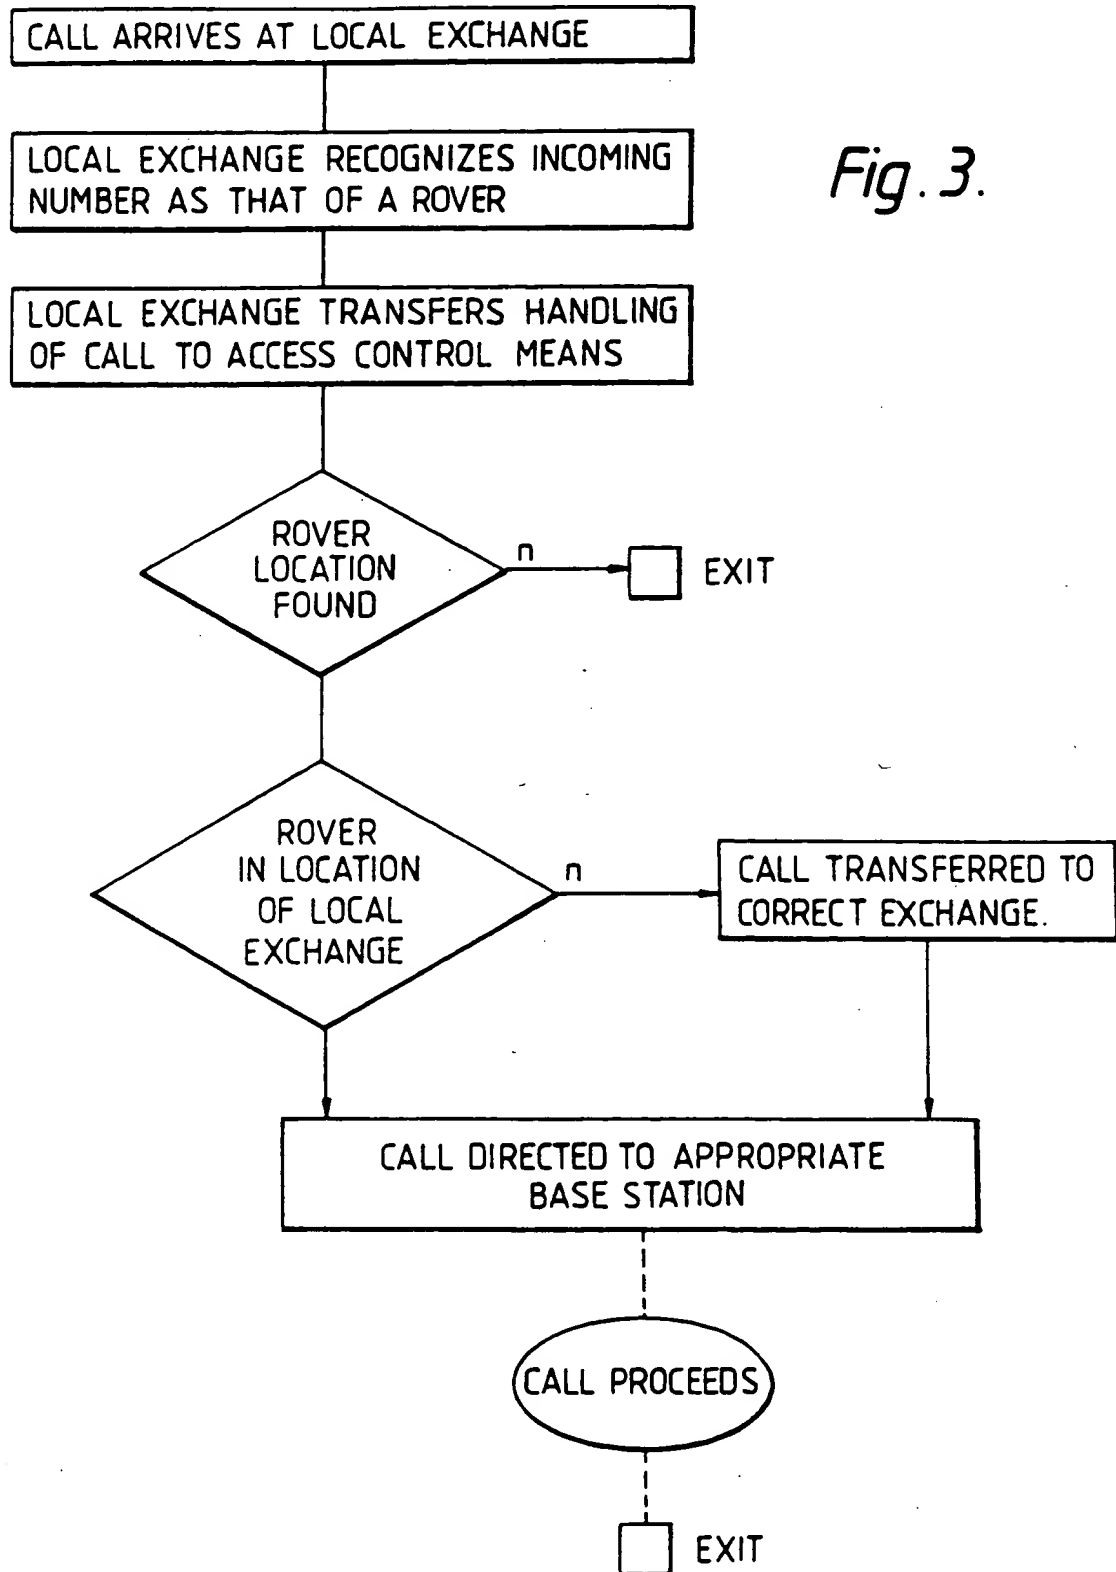 CALL ARRIVES AT LOCAL EXCHANGE
LOCAL EXCHANGE RECOGNIZES INCOMING
NUMBER AS THAT OF A ROVER
Fig. 3.
LOCAL EXCHANGE TRANSFERS HANDLING
OF CALL TO ACCESS CONTROL MEANS
ROVER
LOCATION
FOUND
n
EXIT
ROVER
IN LOCATION
OF LOCAL
EXCHANGE
n
CALL TRANSFERRED TO
CORRECT EXCHANGE.
CALL DIRECTED TO APPROPRIATE
BASE STATION
CALL PROCEEDS
EXIT